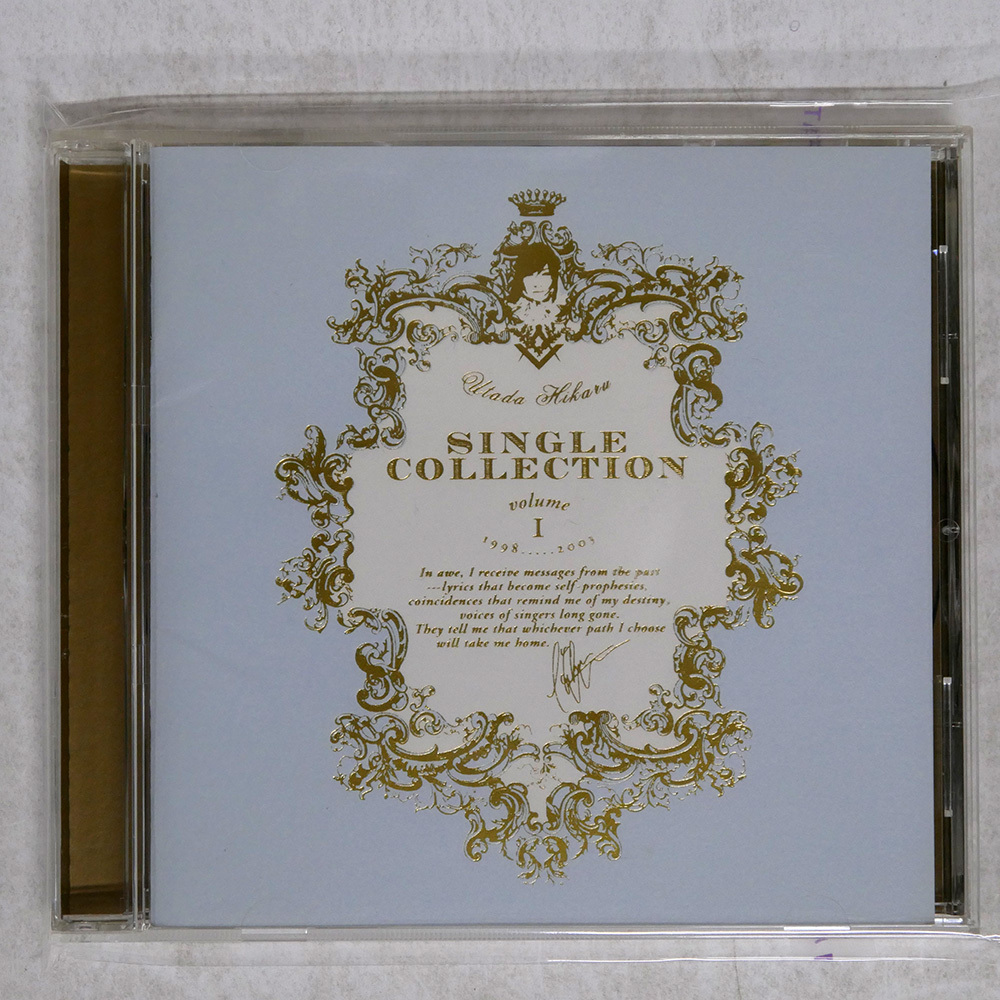 Utada Hikaru
SINGLE
COLLECTION
volume
I
1998.....2003
In awe, I receive messages from the past
---lyrics that become self-prophesies,
coincidences that remind me of my destiny,
voices of singers long gone.
They tell me that whichever path I choose
will take me home.